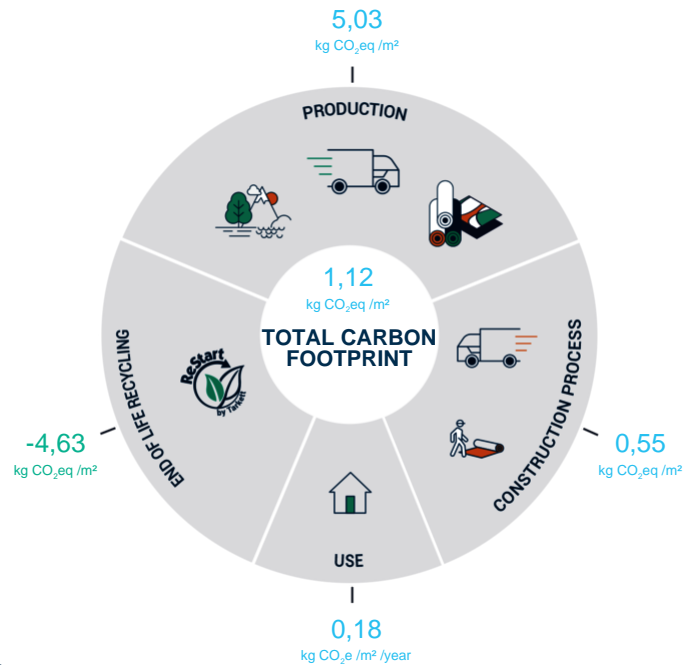 5,03
kg CO₂eq /m²
PRODUCTION
1,12
kg CO₂eq /m²
TOTAL CARBON
FOOTPRINT
CONSTRUCTION PROCESS
0,55
kg CO₂eq /m²
USE
0,18
kg CO₂e /m² /year
END OF LIFE RECYCLING
ReStart
by Tarkett
-4,63
kg CO₂eq /m²